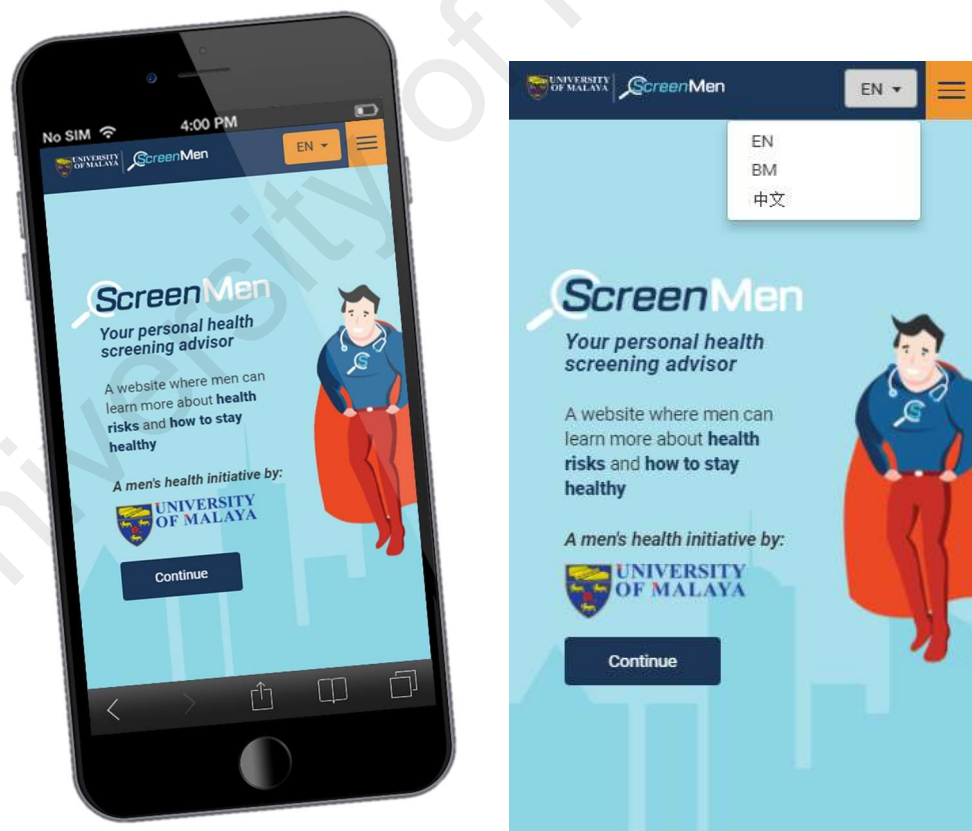 No SIM
4:00 PM
UNIVERSITY
OF MALAYA
ScreenMen
EN
ScreenMen
Your personal health
screening advisor
A website where men can
learn more about health
risks and how to stay
healthy
A men's health initiative by:
UNIVERSITY
OF MALAYA
Continue
UNIVERSITY
OF MALAYA
ScreenMen
EN
EN
BM
中文
ScreenMen
Your personal health
screening advisor
A website where men can
learn more about health
risks and how to stay
healthy
A men's health initiative by:
UNIVERSITY
OF MALAYA
Continue
University of